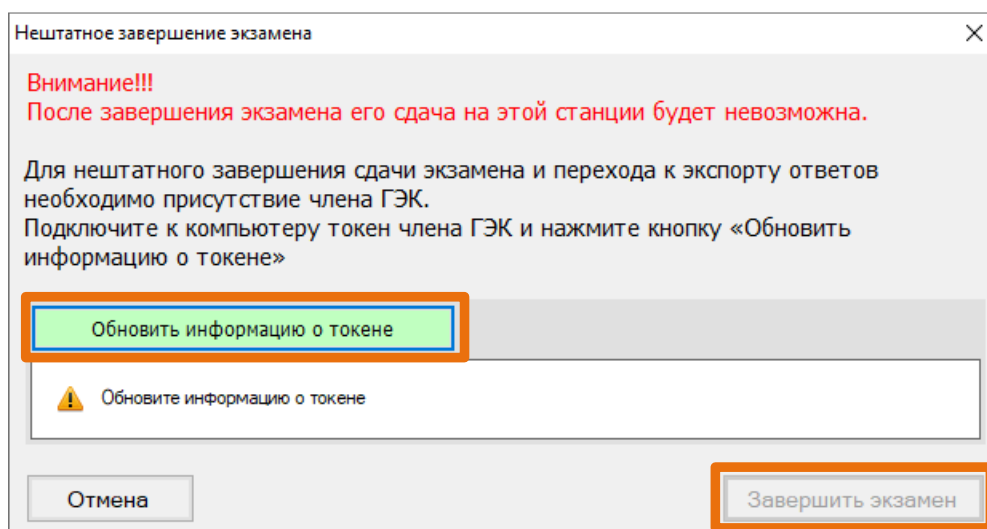 Нештатное завершение экзамена
Внимание!!!
После завершения экзамена его сдача на этой станции будет невозможна.
Для нештатного завершения сдачи экзамена и перехода к экспорту ответов
необходимо присутствие члена ГЭК.
Подключите к компьютеру токен члена ГЭК и нажмите кнопку «Обновить
информацию о токене»
Обновить информацию о токене
Обновите информацию о токене
Отмена
Завершить экзамен